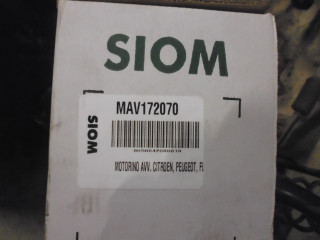 SIOM
MAV172070
SIOM
MOTORINO AVV. CITROEN, PEUGEOT, FI